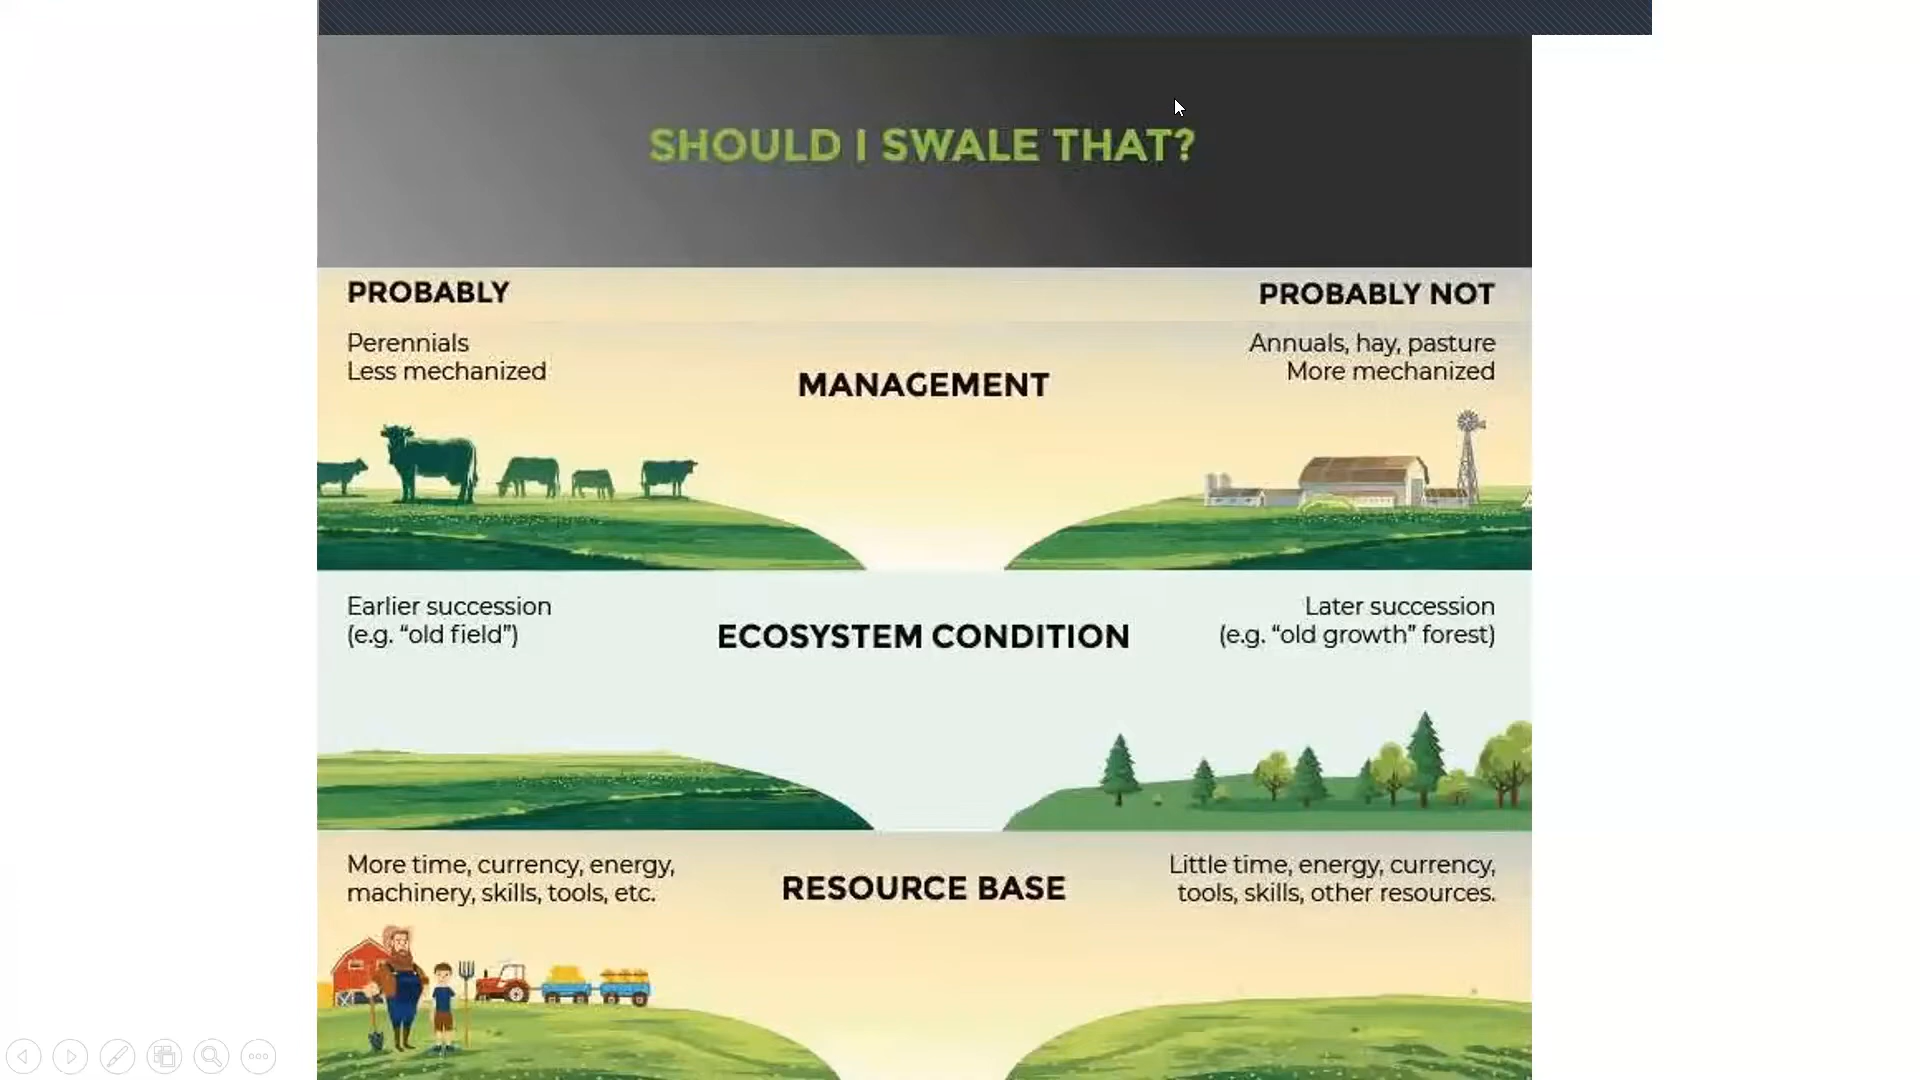 SHOULD I SWALE THAT?
PROBABLY
PROBABLY NOT
Perennials
Less mechanized
MANAGEMENT
Annuals, hay, pasture
More mechanized
Earlier succession
(e.g. “old field”)
ECOSYSTEM CONDITION
Later succession
(e.g. “old growth” forest)
More time, currency, energy,
machinery, skills, tools, etc.
RESOURCE BASE
Little time, energy, currency,
tools, skills, other resources.